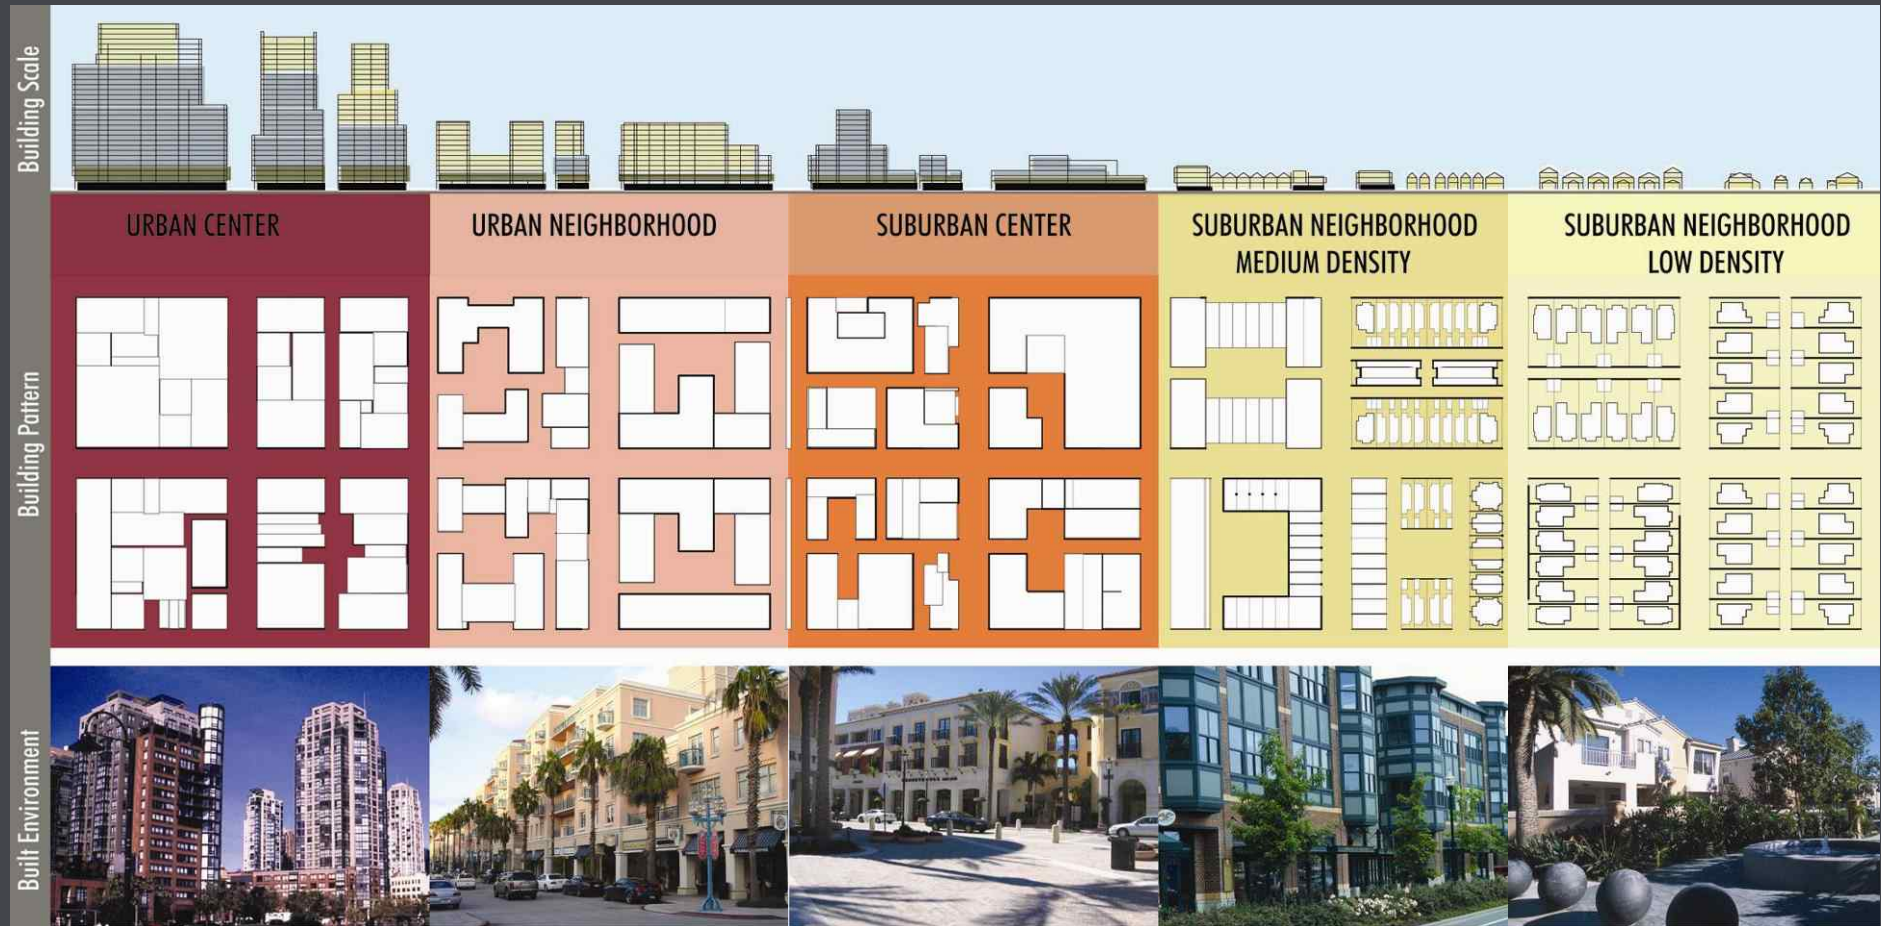 Building Scale
URBAN CENTER
URBAN NEIGHBORHOOD
SUBURBAN CENTER
SUBURBAN NEIGHBORHOOD
MEDIUM DENSITY
SUBURBAN NEIGHBORHOOD
LOW DENSITY
Building Pattern
Built Environment